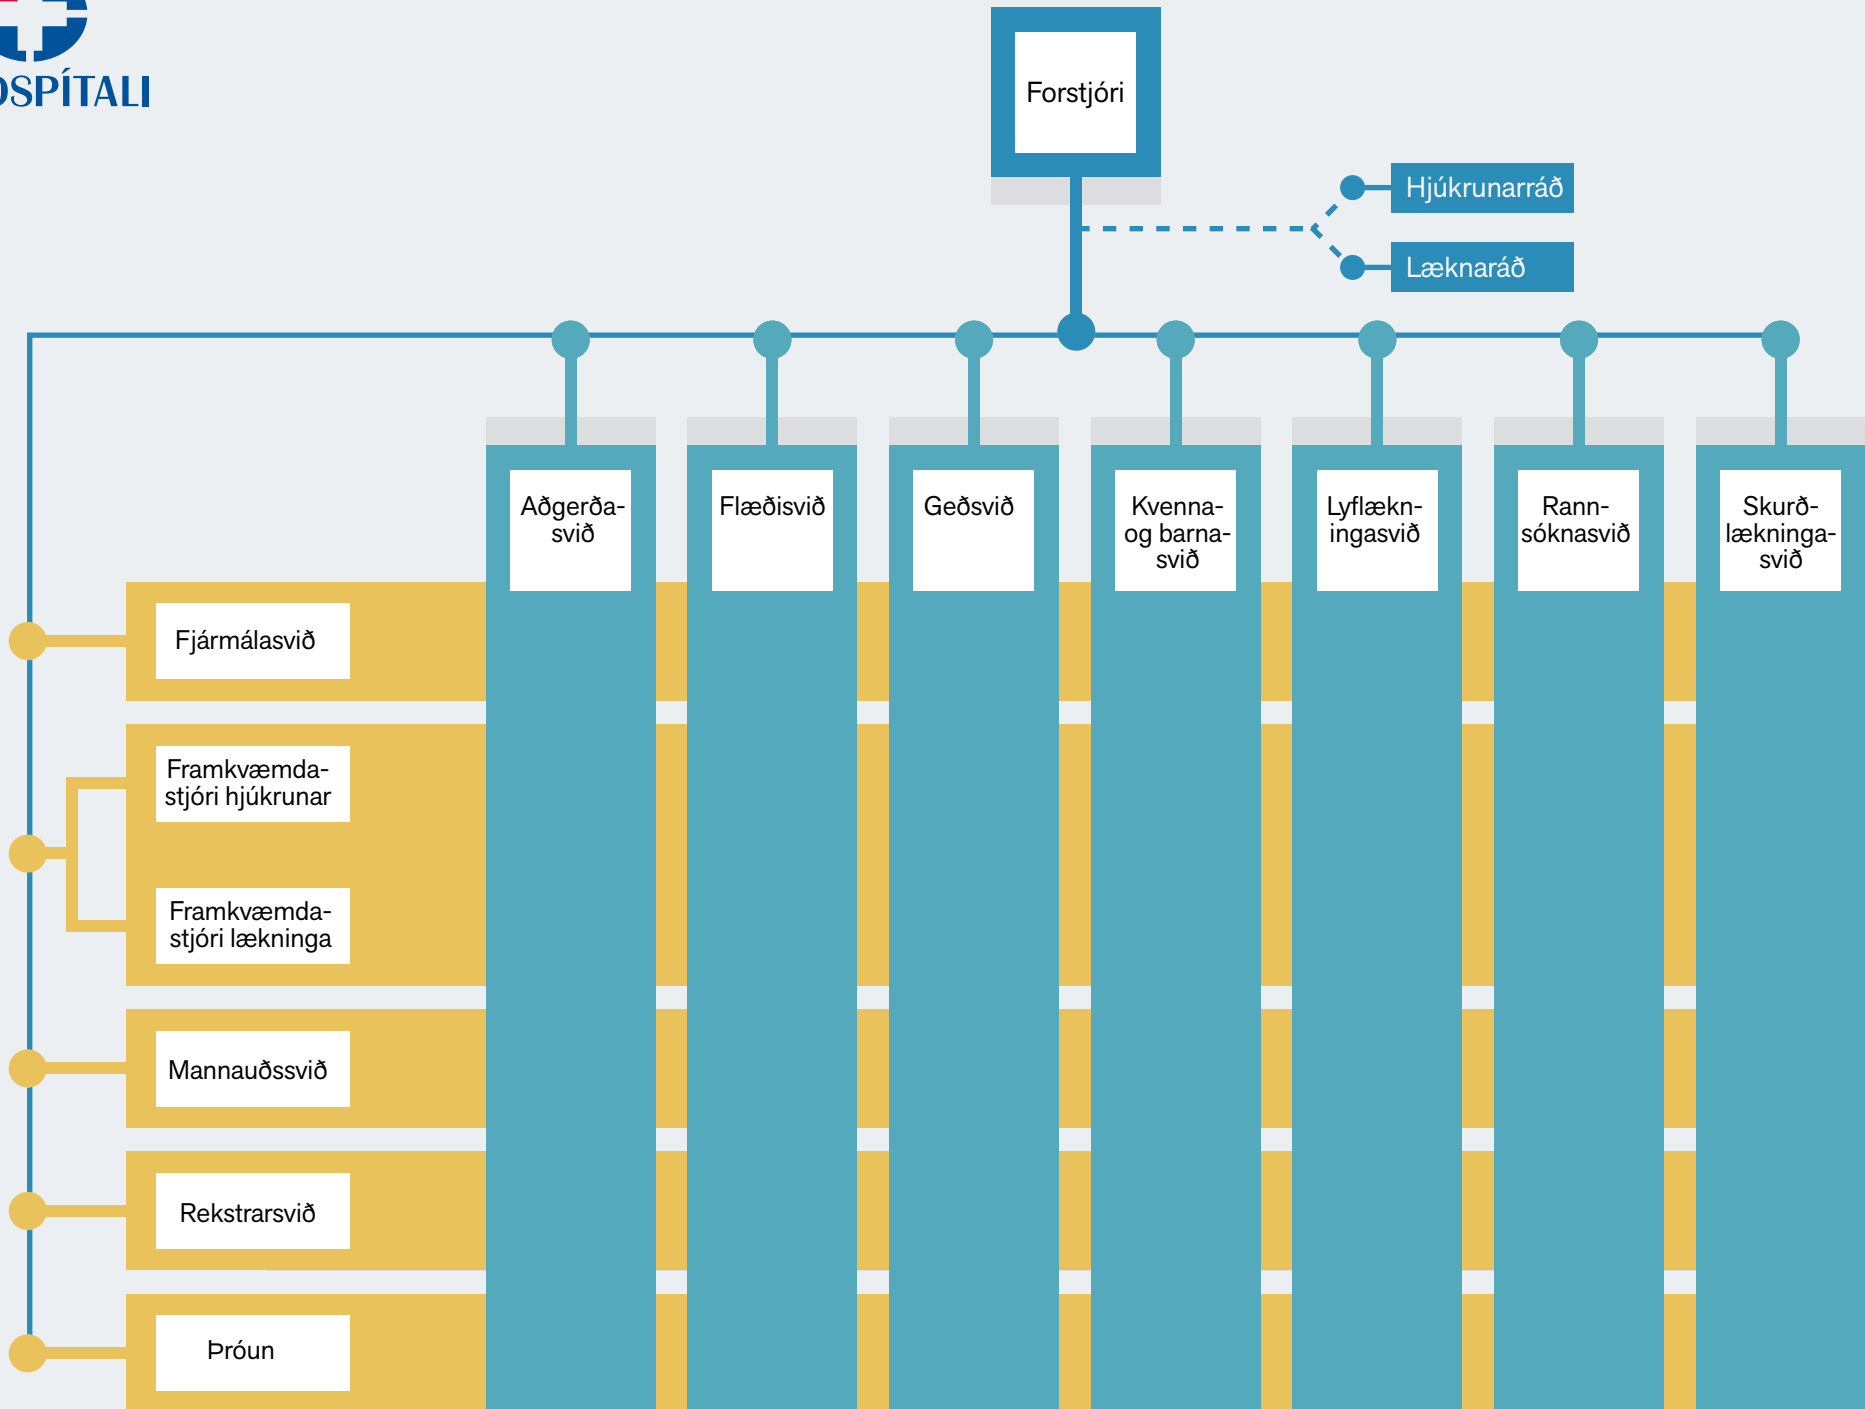 OSPÍTALI
Forstjóri
Hjúkrunarráð
Læknaráð
Aðgerða-
svið
Flæðisvið
Geðsvið
Kvenna-
og barna-
svið
Lyflækn-
ingasvið
Rann-
sóknasvið
Skurð-
lækninga-
svið
Fjármálasvið
Framkvæmda-
stjóri hjúkrunar
Framkvæmda-
stjóri lækninga
Mannauðssvið
Rekstrarsvið
Þróun